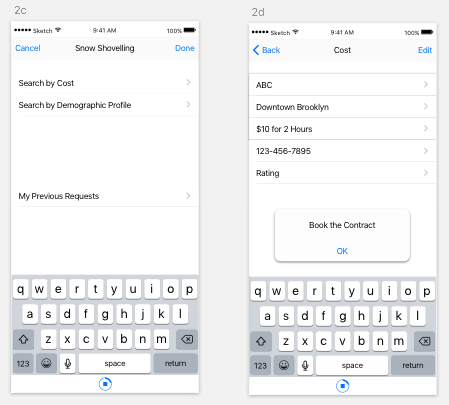 2c
Sketch 9:41 AM 100%
Cancel Snow Shovelling Done
Search by Cost
Search by Demographic Profile
My Previous Requests
q w e r t y u i o p
a s d f g h j k l
z x c v b n m
123 space return
2d
Sketch 9:41 AM 100%
Back Cost Edit
ABC
Downtown Brooklyn
$10 for 2 Hours
123-456-7895
Rating
Book the Contract
OK
q w e r t y u i o p
a s d f g h j k l
z x c v b n m
123 space return